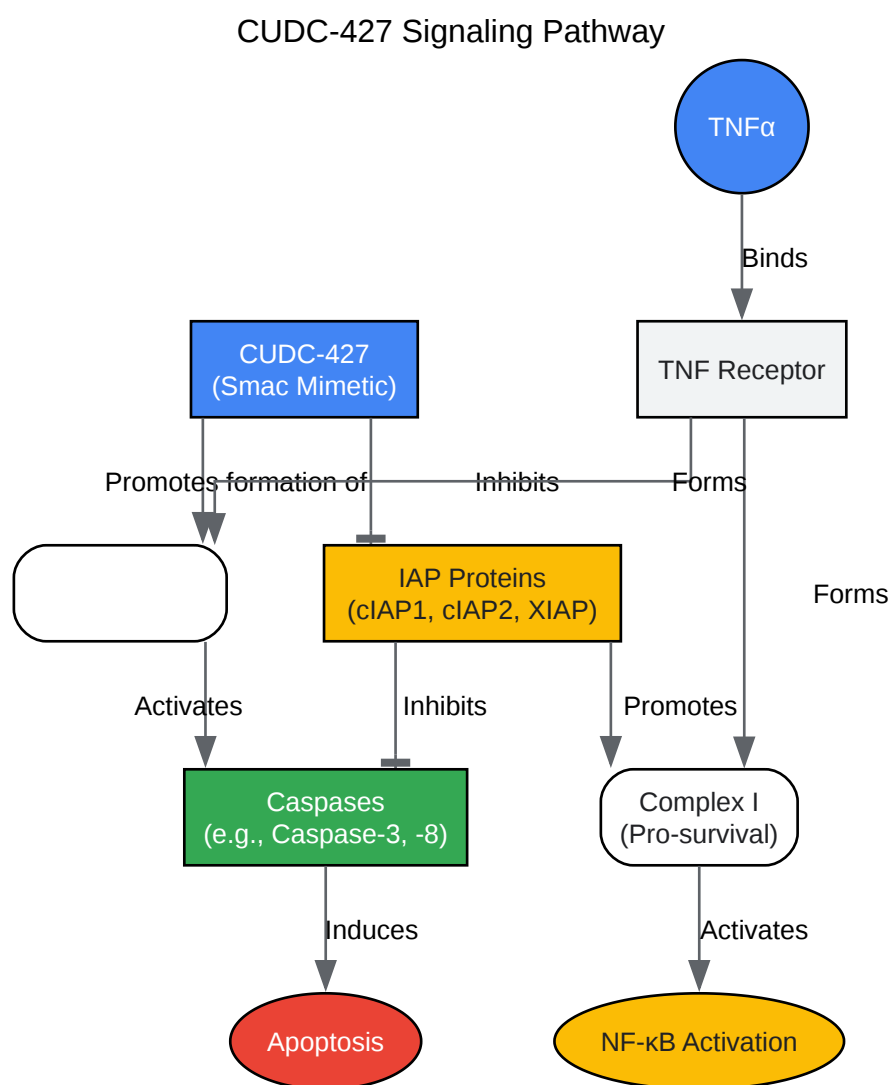 CUDC-427 Signaling Pathway
TNFα
Binds
CUDC-427
(Smac Mimetic)
TNF Receptor
Promotes formation of
Inhibits
Forms
IAP Proteins
(cIAP1, cIAP2, XIAP)
Forms
Activates
Inhibits
Promotes
Caspases
(e.g., Caspase-3, -8)
Complex I
(Pro-survival)
Induces
Activates
Apoptosis
NF-κB Activation